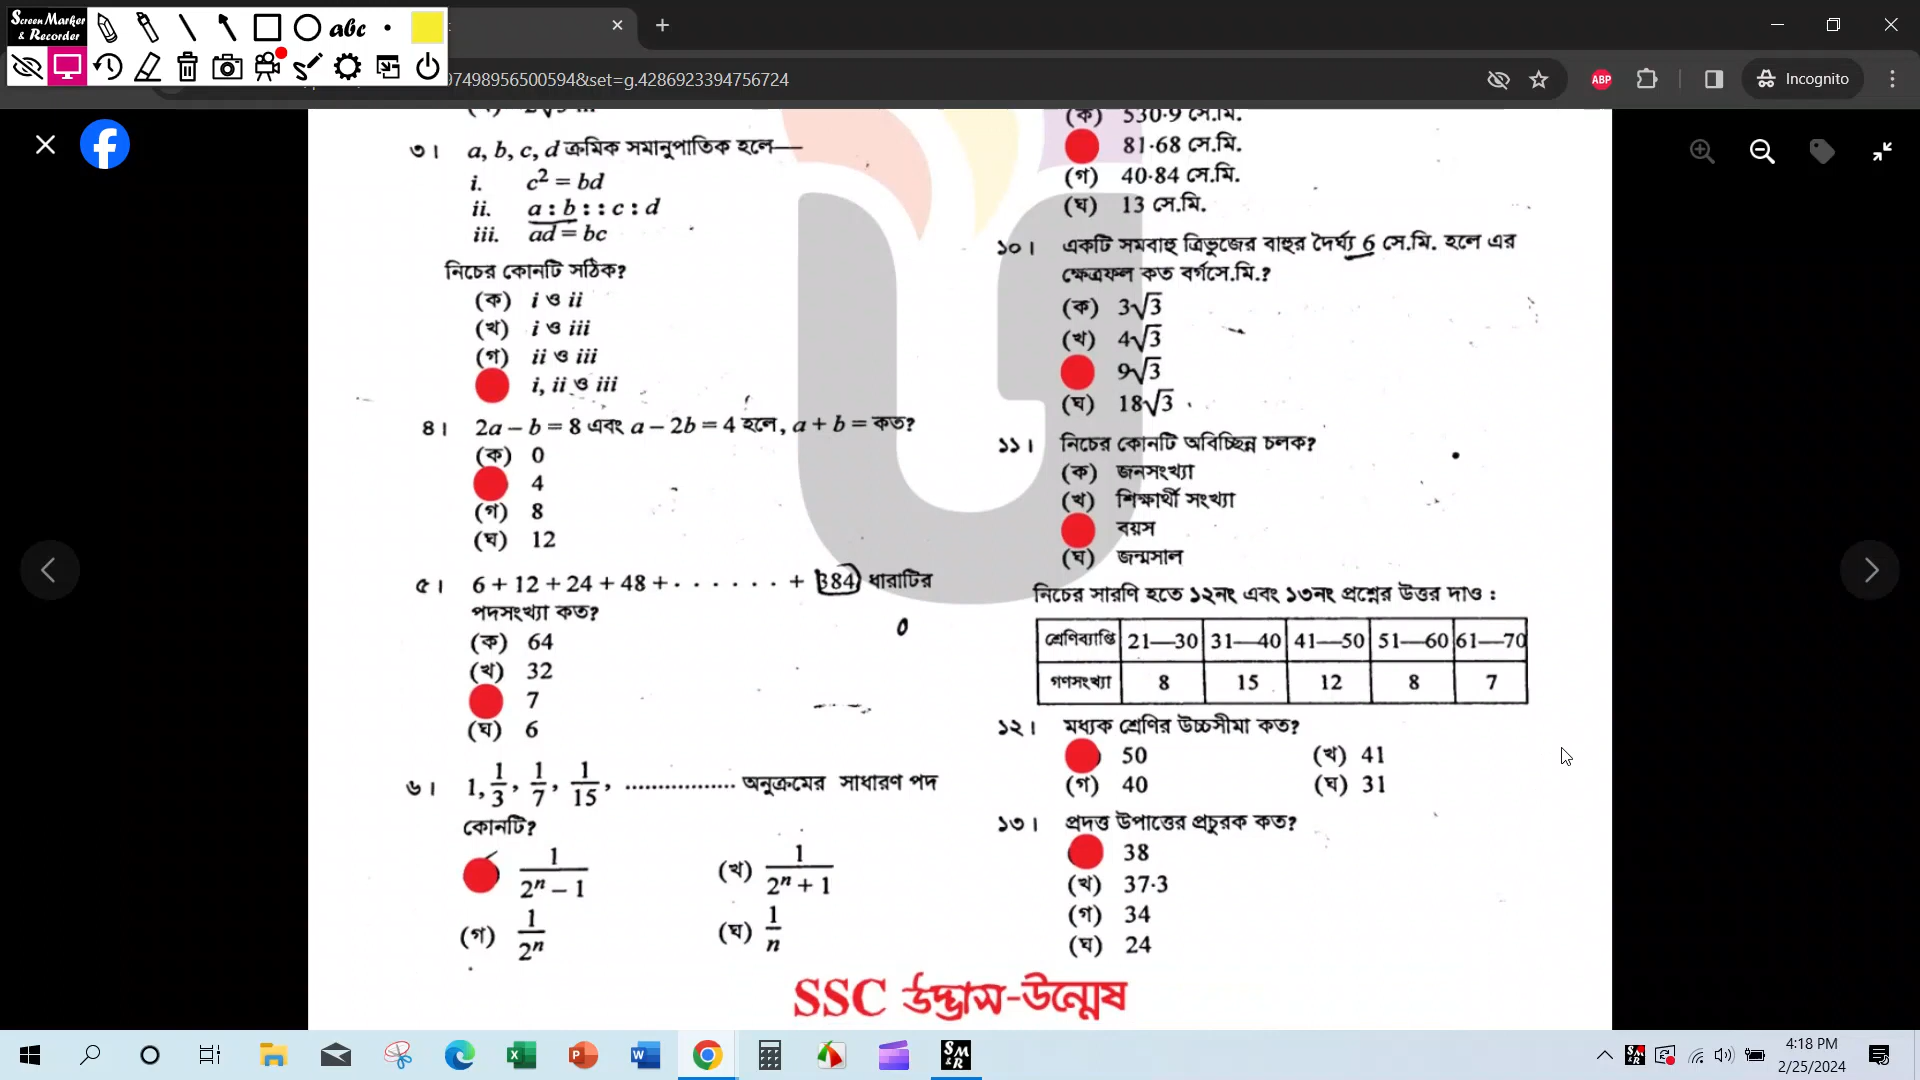 Screen Marker
& Recorder
abc
97498956500594&set=g.4286923394756724
ABP
Incognito
৩। a, b, c, d ক্রমিক সমানুপাতিক হলে—
i. c² = bd
ii. a : b : : c : d
iii. ad = bc
নিচের কোনটি সঠিক?
(ক) i ও ii
(খ) i ও iii
(গ) ii ও iii
i, ii ও iii
৪। 2a – b = 8 এবং a – 2b = 4 হলে, a + b = কত?
(ক) 0
4
(গ) 8
(ঘ) 12
৫। 6 + 12 + 24 + 48 + · · · · · · + 384 ধারাটির
পদসংখ্যা কত?
(ক) 64
(খ) 32
7
(ঘ) 6
৬। 1, 1/3, 1/7, 1/15, ................. অনুক্রমের সাধারণ পদ
কোনটি?
1/(2ⁿ – 1) (খ) 1/(2ⁿ + 1)
(গ) 1/2ⁿ (ঘ) 1/n
(ক) 530·9 সে.মি.
81·68 সে.মি.
(গ) 40·84 সে.মি.
(ঘ) 13 সে.মি.
১০। একটি সমবাহু ত্রিভুজের বাহুর দৈর্ঘ্য 6 সে.মি. হলে এর
ক্ষেত্রফল কত বর্গসে.মি.?
(ক) 3√3
(খ) 4√3
9√3
(ঘ) 18√3
১১। নিচের কোনটি অবিচ্ছিন্ন চলক?
(ক) জনসংখ্যা
(খ) শিক্ষার্থী সংখ্যা
বয়স
(ঘ) জন্মসাল
নিচের সারণি হতে ১২নং এবং ১৩নং প্রশ্নের উত্তর দাও :
শ্রেণিব্যাপ্তি 21—30 31—40 41—50 51—60 61—70
গণসংখ্যা 8 15 12 8 7
১২। মধ্যক শ্রেণির উচ্চসীমা কত?
50 (খ) 41
(গ) 40 (ঘ) 31
১৩। প্রদত্ত উপাত্তের প্রচুরক কত?
38
(খ) 37·3
(গ) 34
(ঘ) 24
SSC উদ্ভাস-উন্মেষ
4:18 PM
2/25/2024